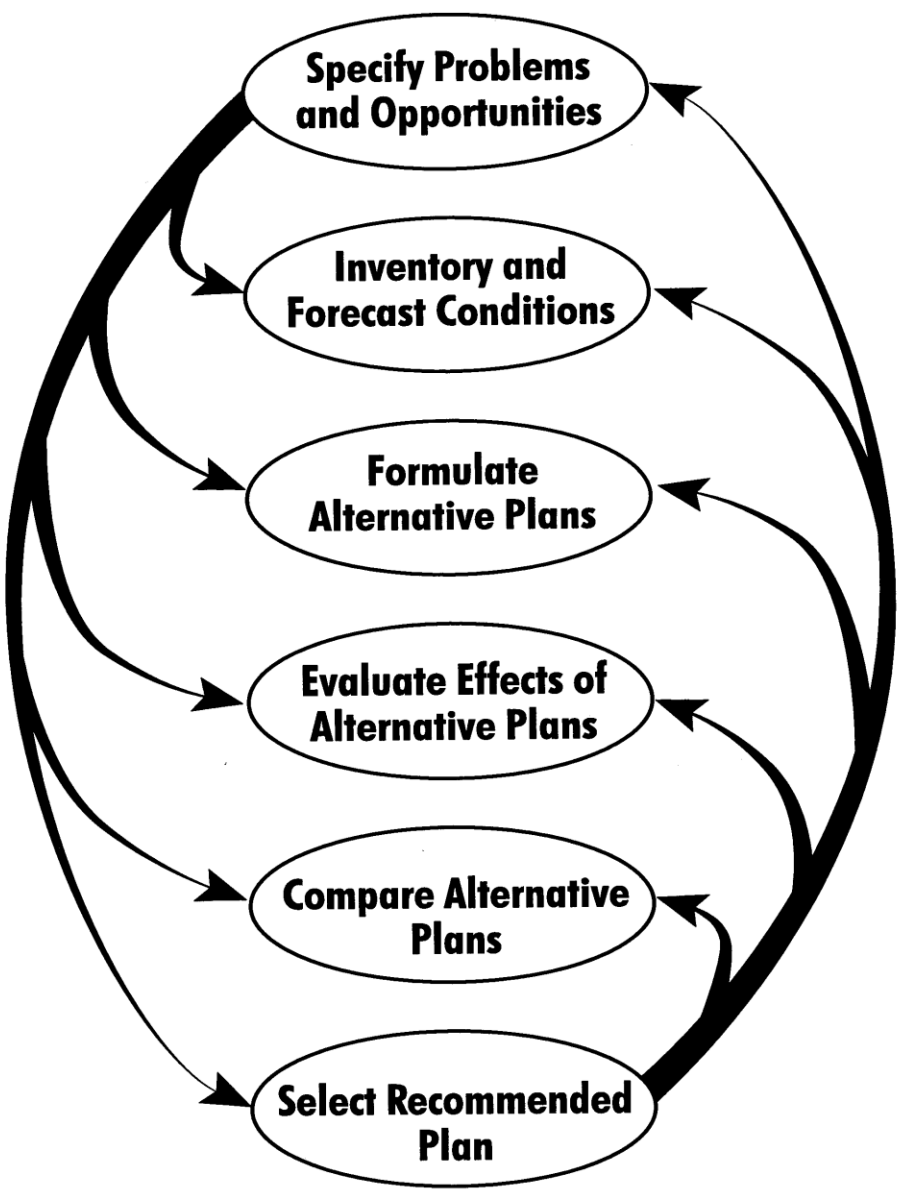 Specify Problems
and Opportunities
Inventory and
Forecast Conditions
Formulate
Alternative Plans
Evaluate Effects of
Alternative Plans
Compare Alternative
Plans
Select Recommended
Plan